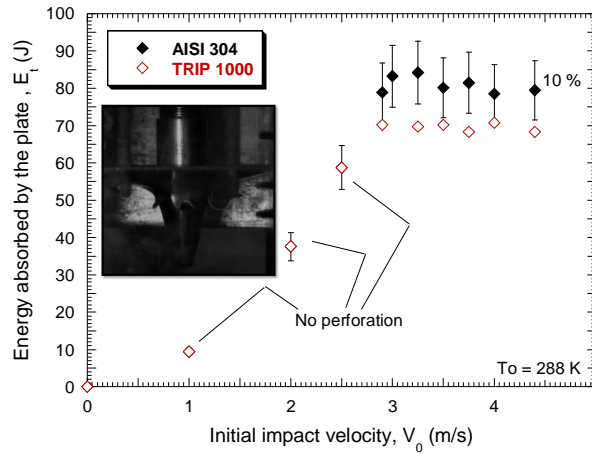 100
90
80
70
60
50
40
30
20
10
0
Energy absorbed by the plate , E_t (J)
AISI 304
TRIP 1000
10 %
No perforation
To = 288 K
0 1 2 3 4
Initial impact velocity, V_0 (m/s)